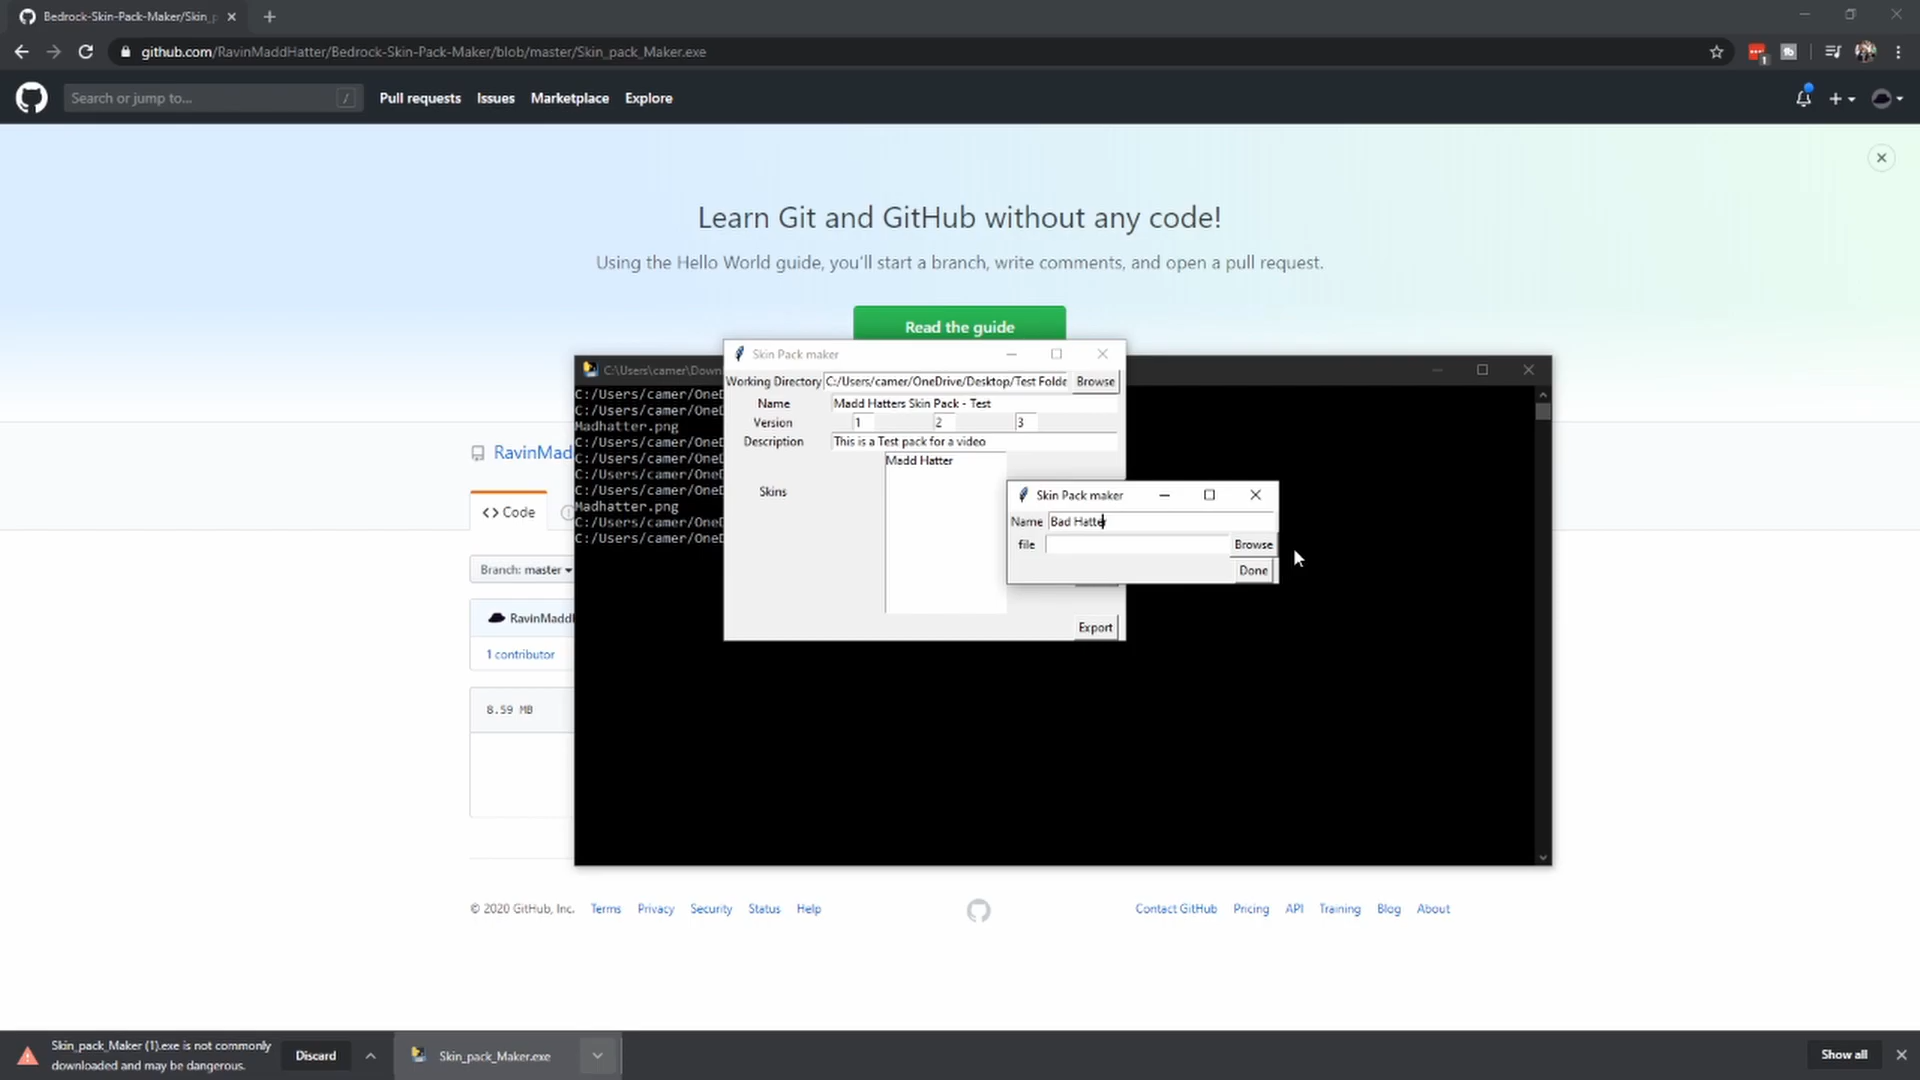 Bedrock-Skin-Pack-Maker/Skin_p
github.com/RavinMaddHatter/Bedrock-Skin-Pack-Maker/blob/master/Skin_pack_Maker.exe
1
Search or jump to...
/
Pull requests
Issues
Marketplace
Explore
Learn Git and GitHub without any code!
Using the Hello World guide, you'll start a branch, write comments, and open a pull request.
Read the guide
C:\Users\camer\Down
C:/Users/camer/OneD
C:/Users/camer/OneD
Madhatter.png
C:/Users/camer/OneD
C:/Users/camer/OneD
C:/Users/camer/OneD
C:/Users/camer/OneD
Madhatter.png
C:/Users/camer/OneD
C:/Users/camer/OneD
Skin Pack maker
Working Directory C:/Users/camer/OneDrive/Desktop/Test Folde Browse
Name Madd Hatters Skin Pack - Test
Version 1 2 3
Description This is a Test pack for a video
Skins
Madd Hatter
Export
Skin Pack maker
Name Bad Hatter
file Browse
Done
RavinMad
Code
Branch: master
RavinMadd
1 contributor
8.59 MB
© 2020 GitHub, Inc.
Terms
Privacy
Security
Status
Help
Contact GitHub
Pricing
API
Training
Blog
About
Skin_pack_Maker (1).exe is not commonly
downloaded and may be dangerous.
Discard
Skin_pack_Maker.exe
Show all